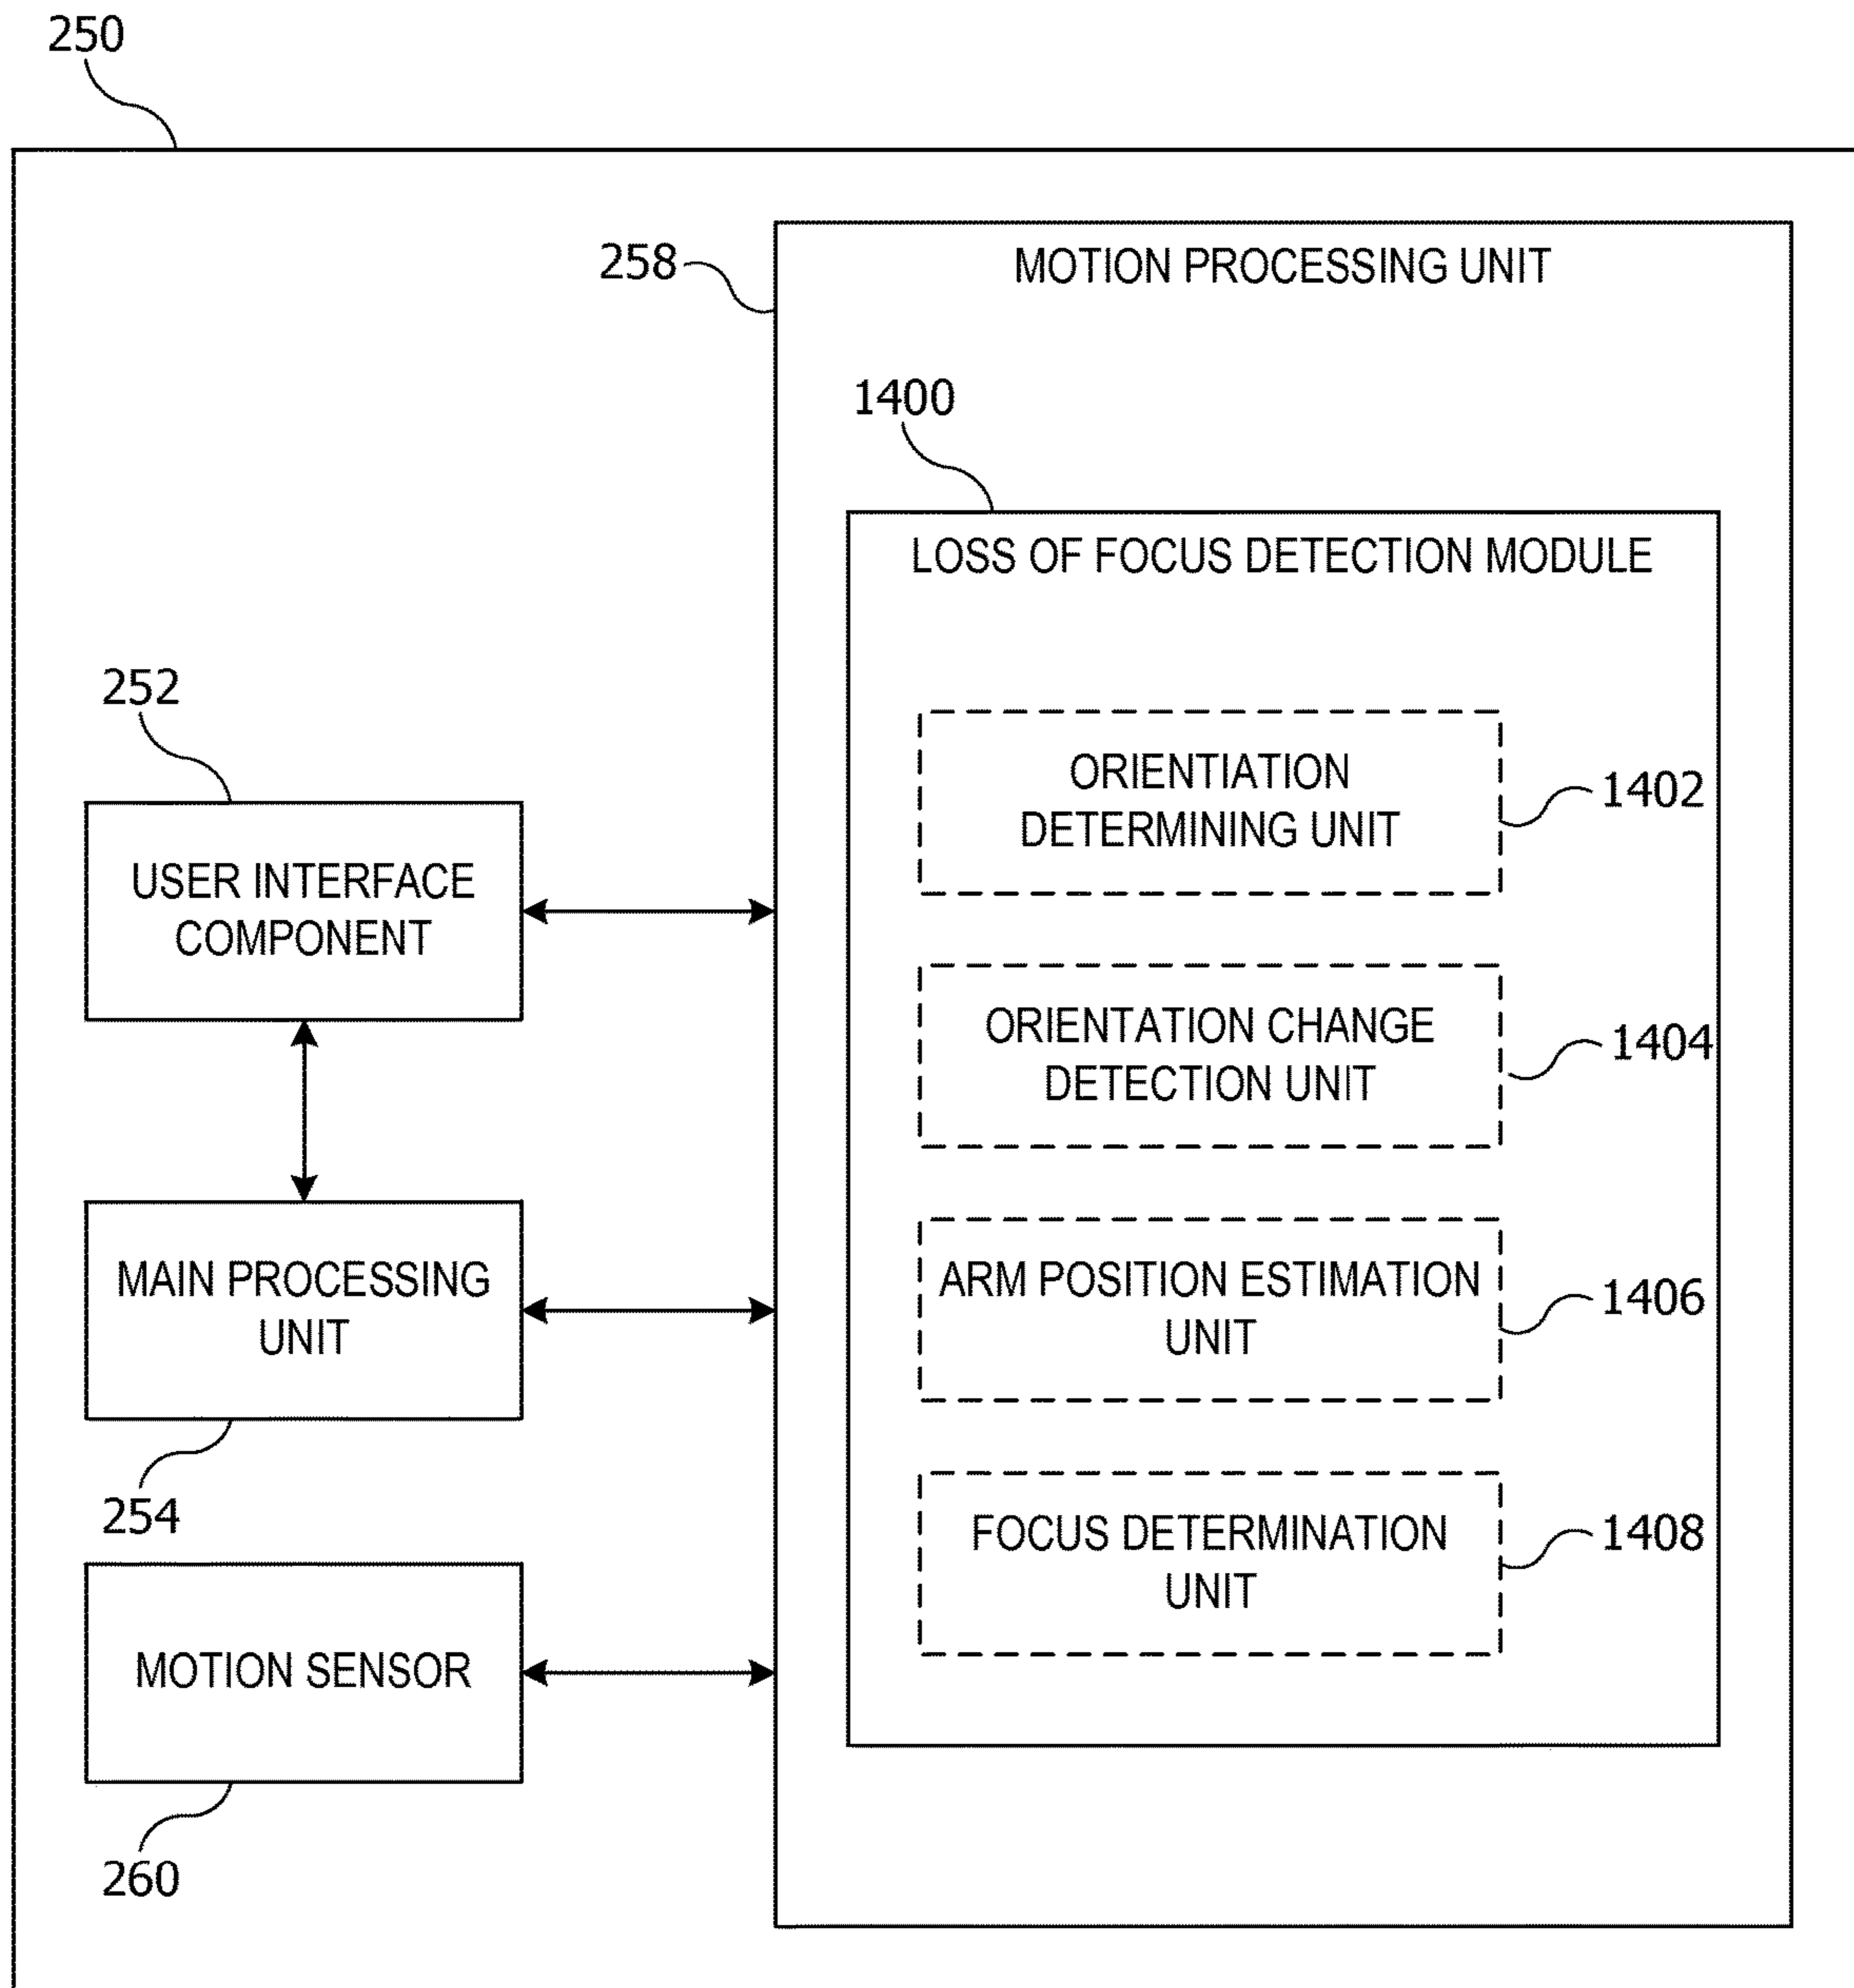 250
258
MOTION PROCESSING UNIT
1400
LOSS OF FOCUS DETECTION MODULE
252
ORIENTIATION
DETERMINING UNIT
1402
USER INTERFACE
COMPONENT
ORIENTATION CHANGE
DETECTION UNIT
1404
MAIN PROCESSING
UNIT
ARM POSITION ESTIMATION
UNIT
1406
254
FOCUS DETERMINATION
UNIT
1408
MOTION SENSOR
260